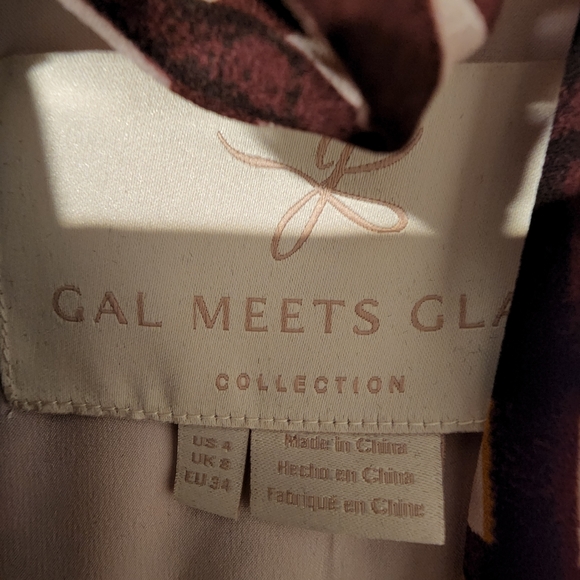 GAL MEETS GLA
COLLECTION
US 4
UK 8
EU 34
Made in China
Hecho en China
Fabriqué en Chine